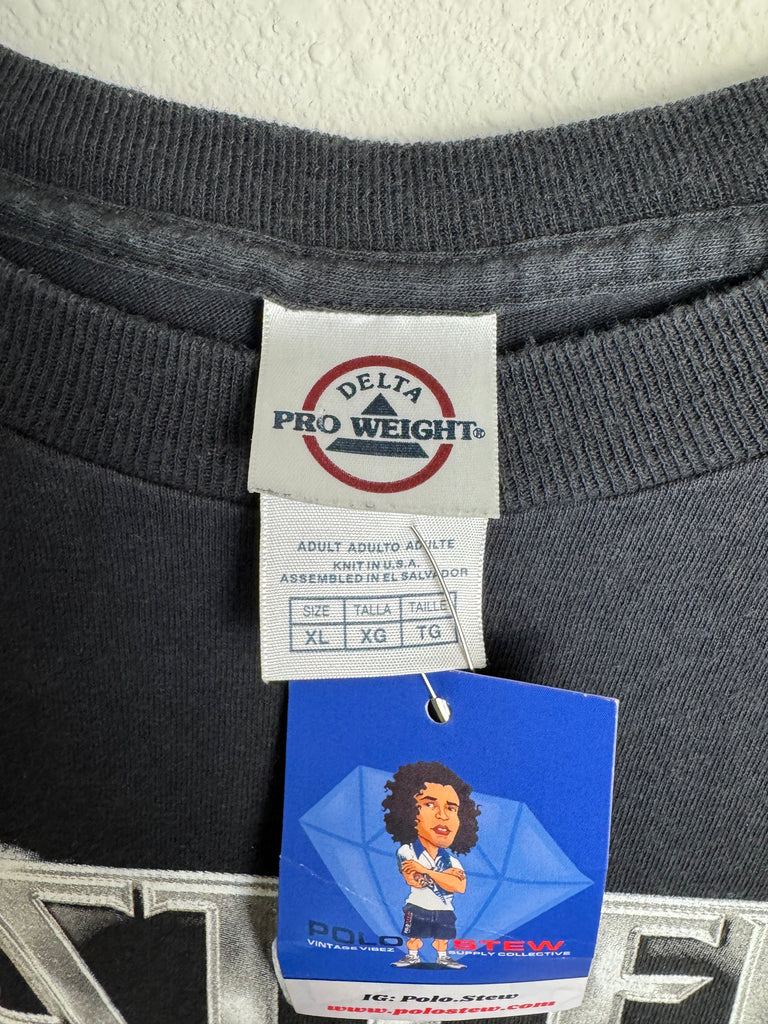 DELTA
PRO WEIGHT®
ADULT ADULTO ADULTE
KNIT IN U.S.A.
ASSEMBLED IN EL SALVADOR
SIZE TALLA TAILLE
XL XG TG
POLO STEW
VINTAGE VIBEZ SUPPLY COLLECTIVE
IG: Polo.Stew
www.polostew.com